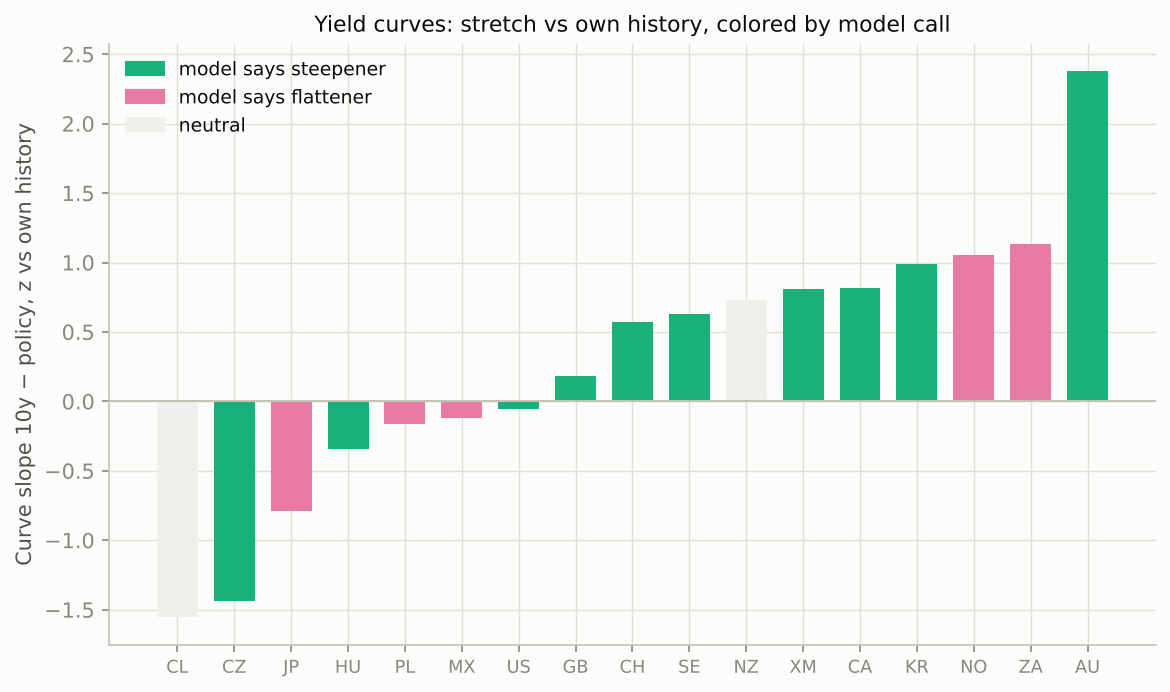 Yield curves: stretch vs own history, colored by model call
model says steepener
model says flattener
neutral
Curve slope 10y − policy, z vs own history
2.5
2.0
1.5
1.0
0.5
0.0
−0.5
−1.0
−1.5
CL CZ JP HU PL MX US GB CH SE NZ XM CA KR NO ZA AU